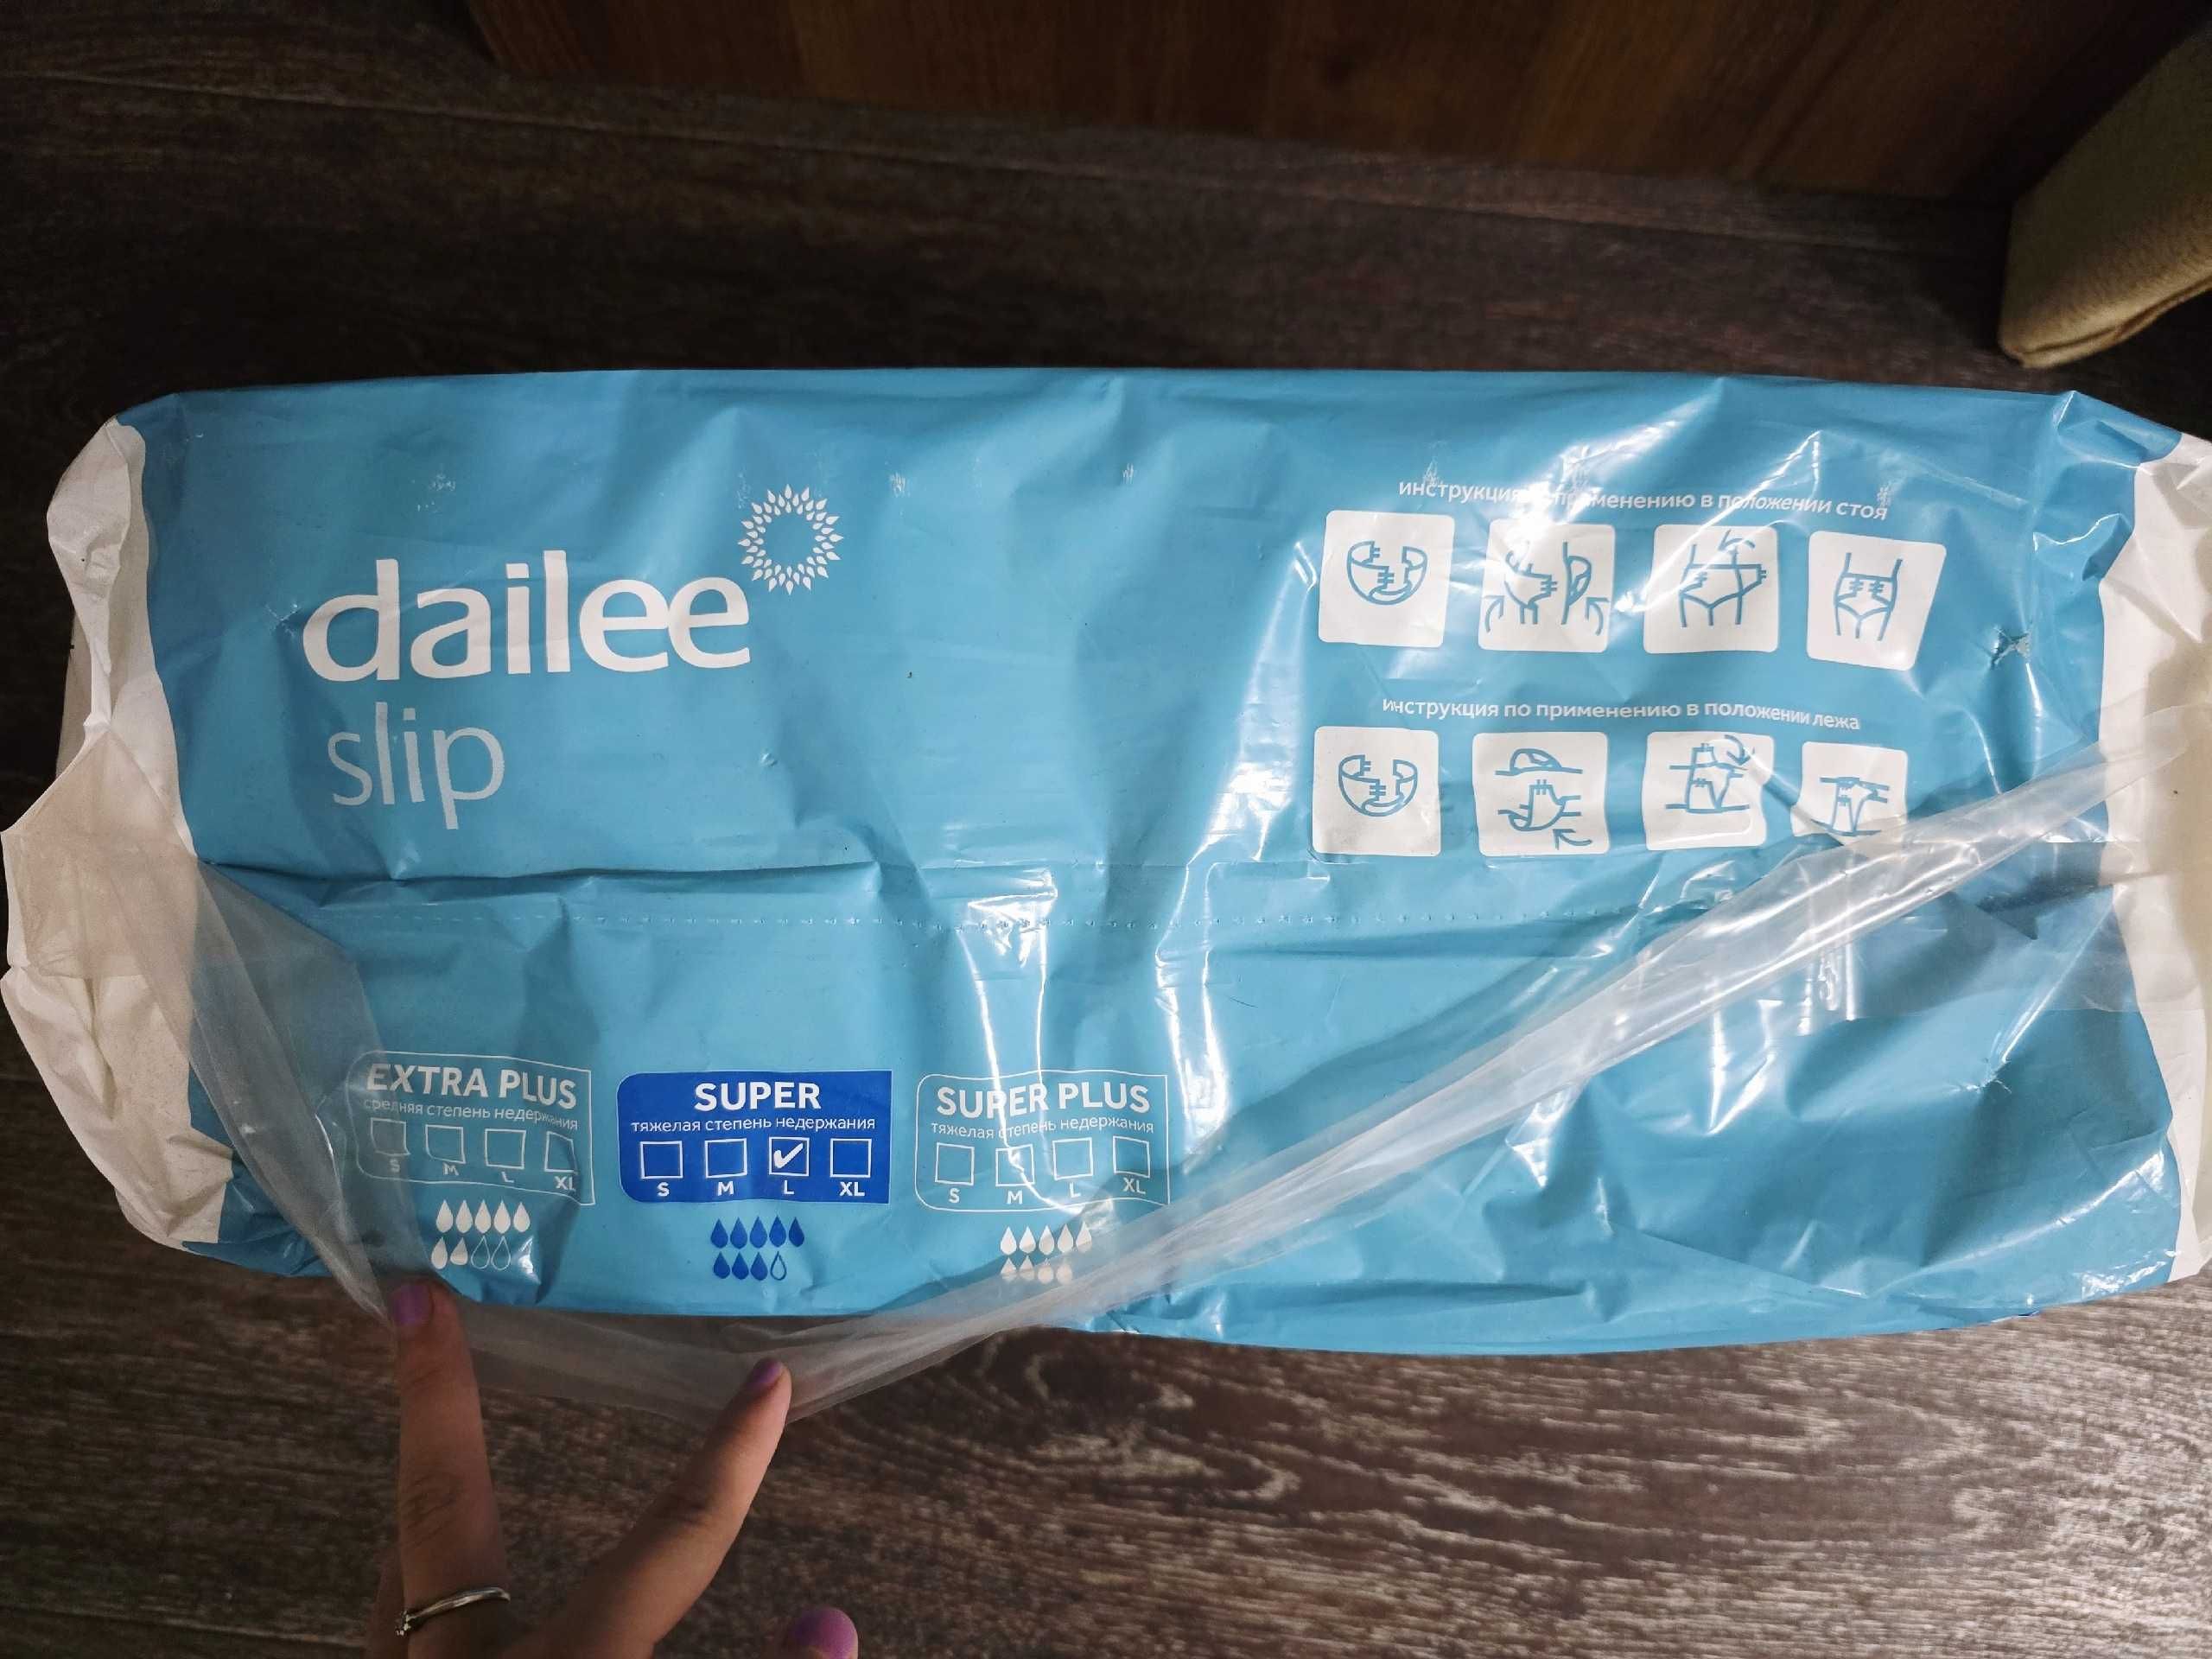 dailee
slip
инструкция применению в положении стоя
инструкция по применению в положении лежа
EXTRA PLUS
средняя степень недержания
S M L XL
SUPER
тяжелая степень недержания
S M L XL
SUPER PLUS
тяжелая степень недержания
S M L XL